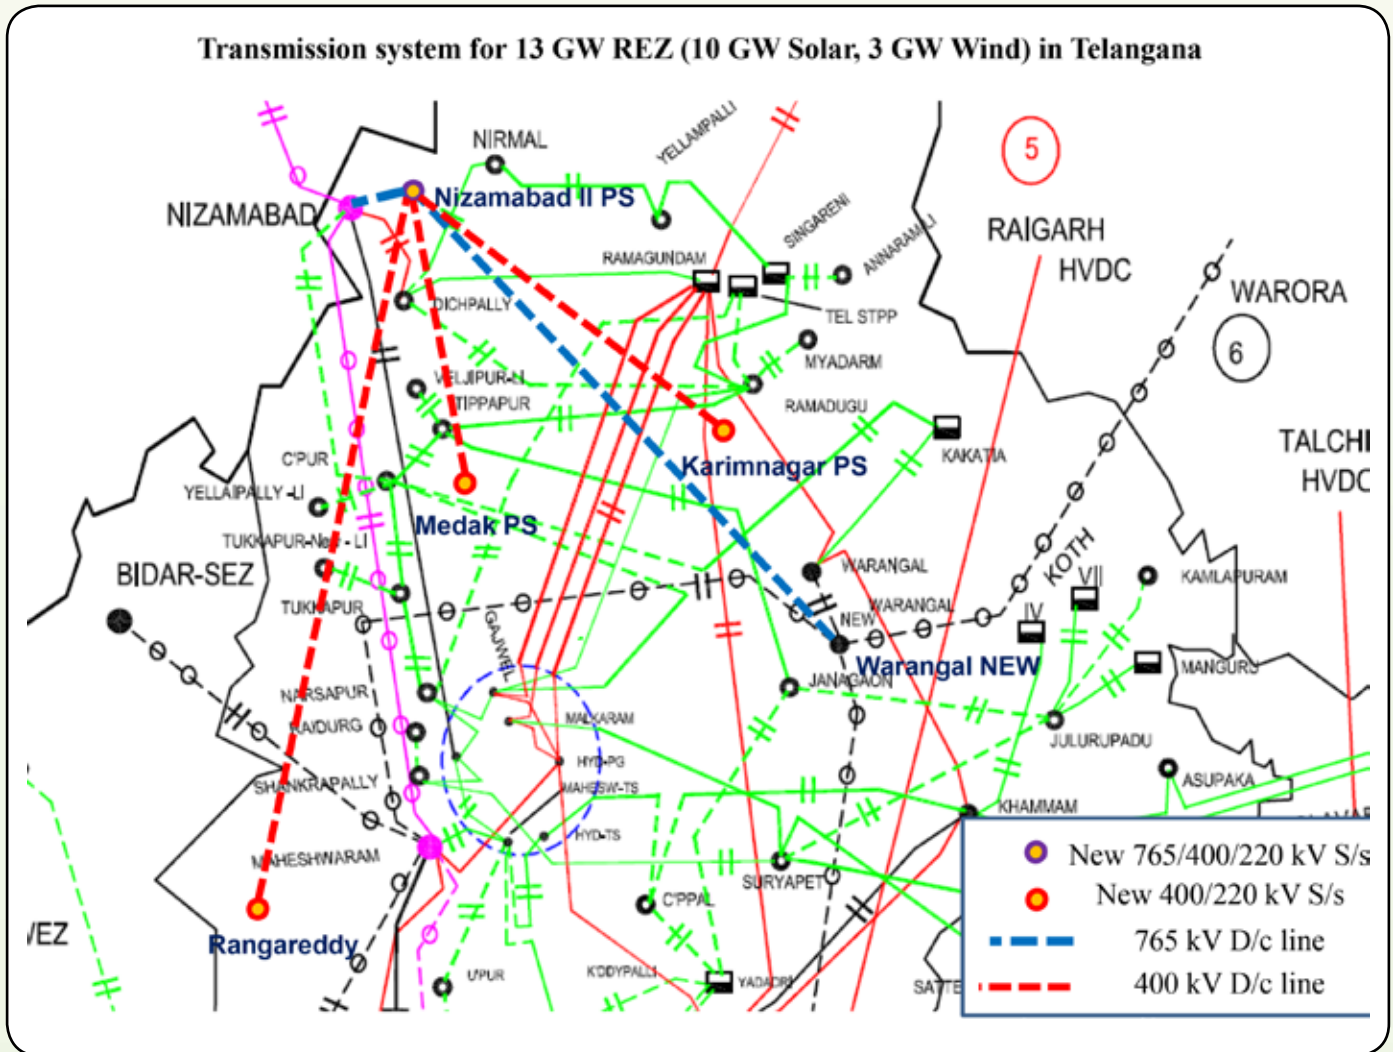 Transmission system for 13 GW REZ (10 GW Solar, 3 GW Wind) in Telangana
NIRMAL
YELLAMPALLI
5
Nizamabad II PS
NIZAMABAD
SINGARENI
ANNARAM LI
RAIGARH
HVDC
RAMAGUNDAM
WARORA
DICHPALLY
TEL STPP
6
MYADARM
VELJIPUR-LI
TIPPAPUR
RAMADUGU
C'PUR
Karimnagar PS
KAKATIA
TALCHI
HVDC
YELLAIPALLY -LI
Medak PS
TUKKAPUR-New - LI
BIDAR-SEZ
WARANGAL
KOTH
VII
KAMLAPURAM
TUKKAPUR
NEW
WARANGAL
IV
GAJWEL
Warangal NEW
MANGURU
NARSAPUR
JANAGAON
RAIDURG
MALKARAM
JULURUPADU
HYD-PG
SHANKRAPALLY
MAHESW-TS
ASUPAKA
KHAMMAM
HYD-TS
MAHESHWARAM
SURYAPET
New 765/400/220 kV S/s
C'PPAL
New 400/220 kV S/s
VEZ
Rangareddy
765 kV D/c line
U'PUR
K'DDYPALLI
YADADRI
SATTE
400 kV D/c line